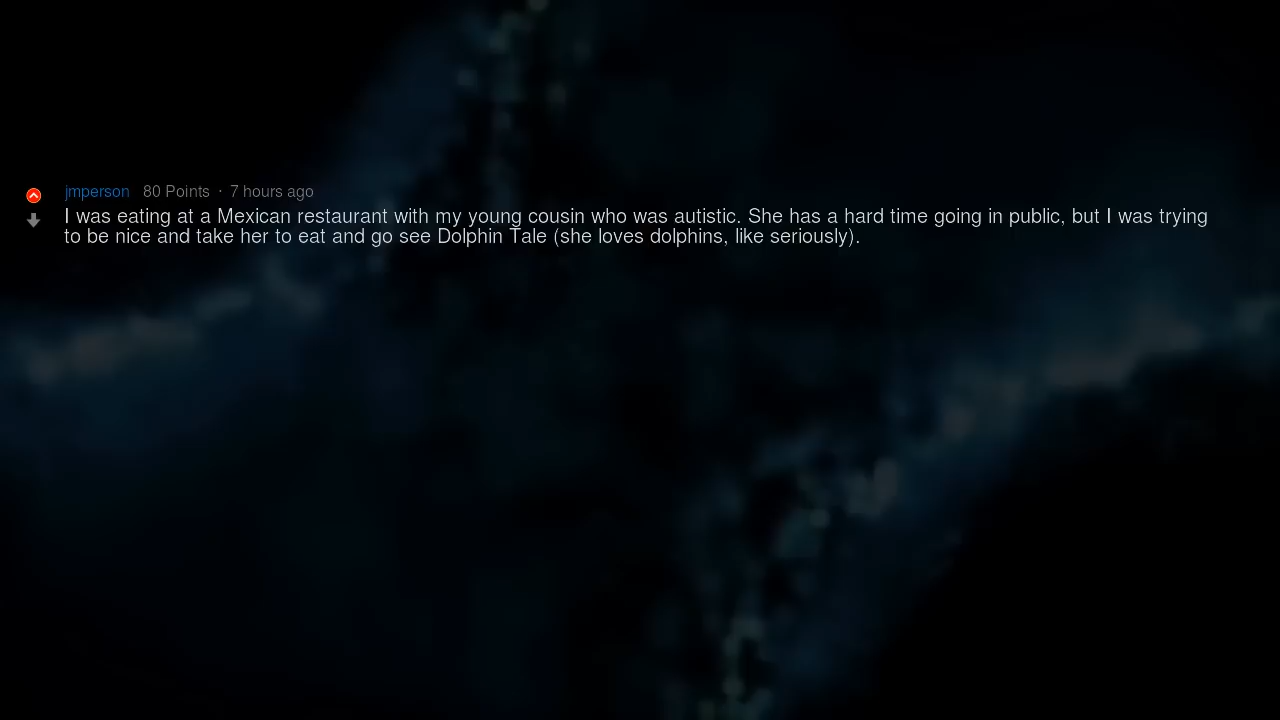 jmperson 80 Points · 7 hours ago
I was eating at a Mexican restaurant with my young cousin who was autistic. She has a hard time going in public, but I was trying
to be nice and take her to eat and go see Dolphin Tale (she loves dolphins, like seriously).